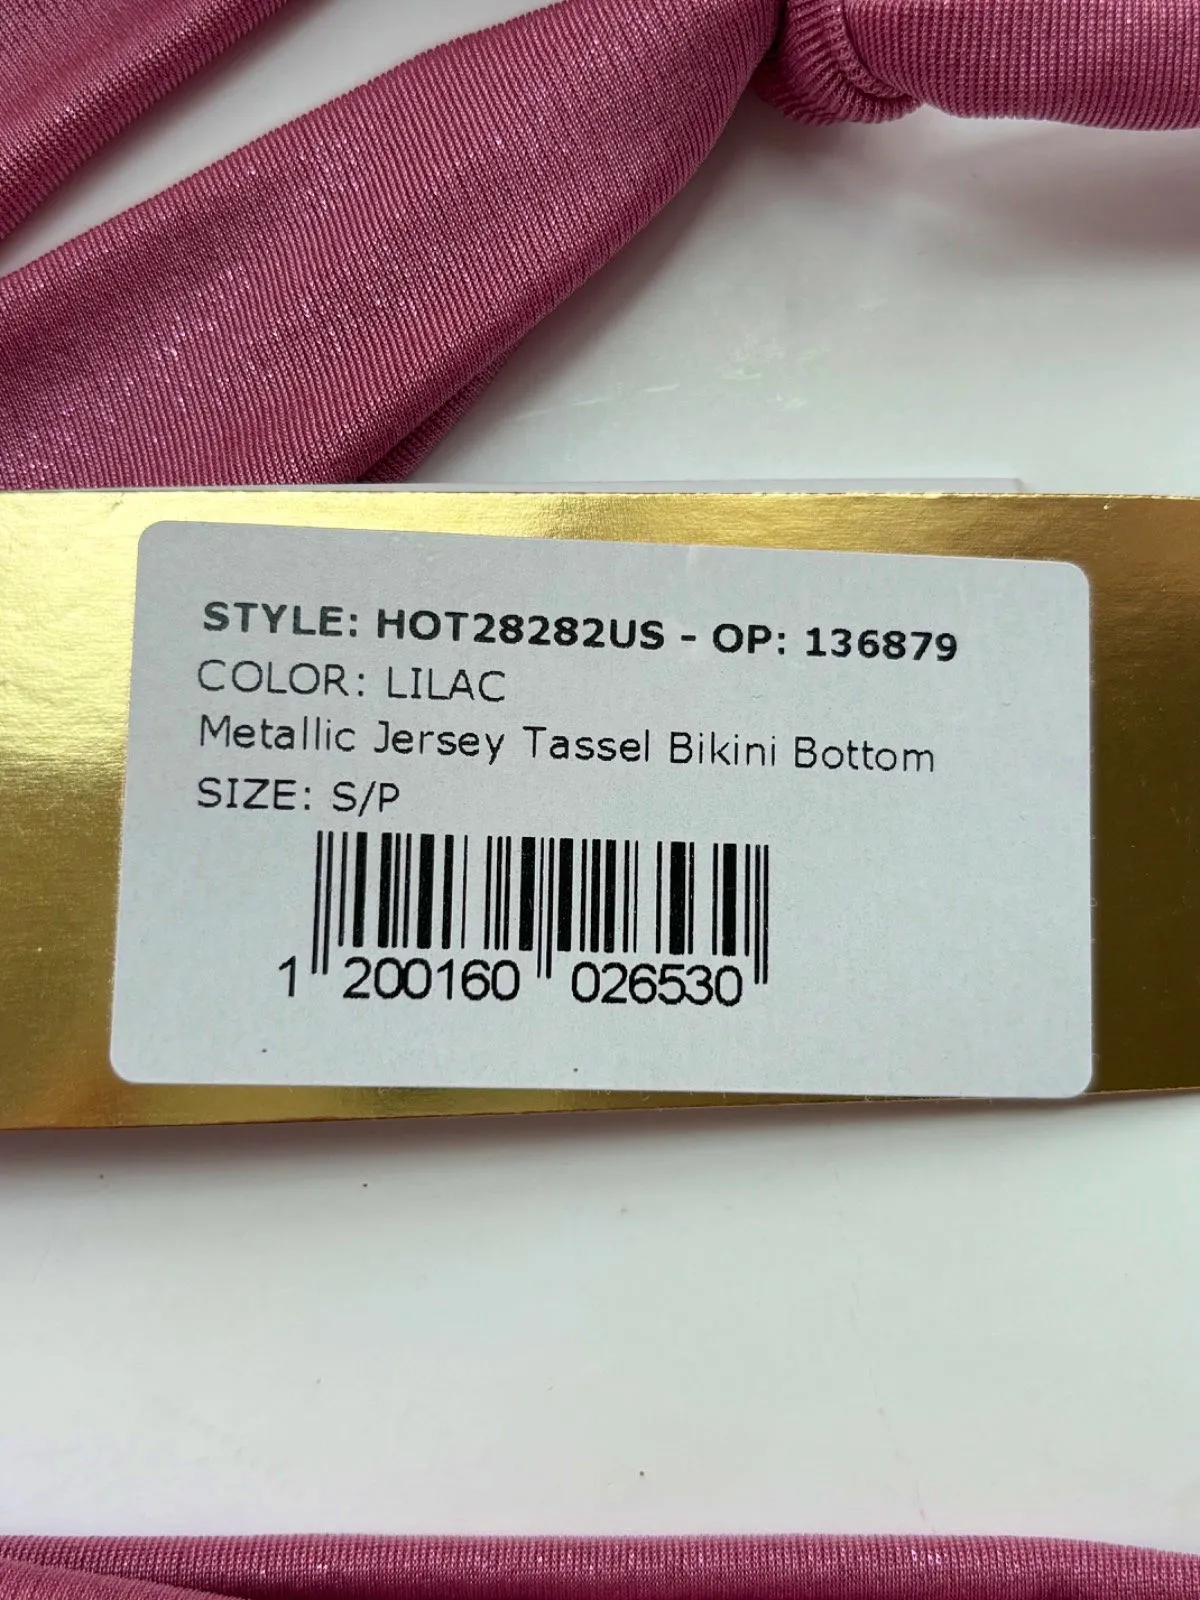 STYLE: HOT28282US - OP: 136879
COLOR: LILAC
Metallic Jersey Tassel Bikini Bottom
SIZE: S/P
1 200160 026530